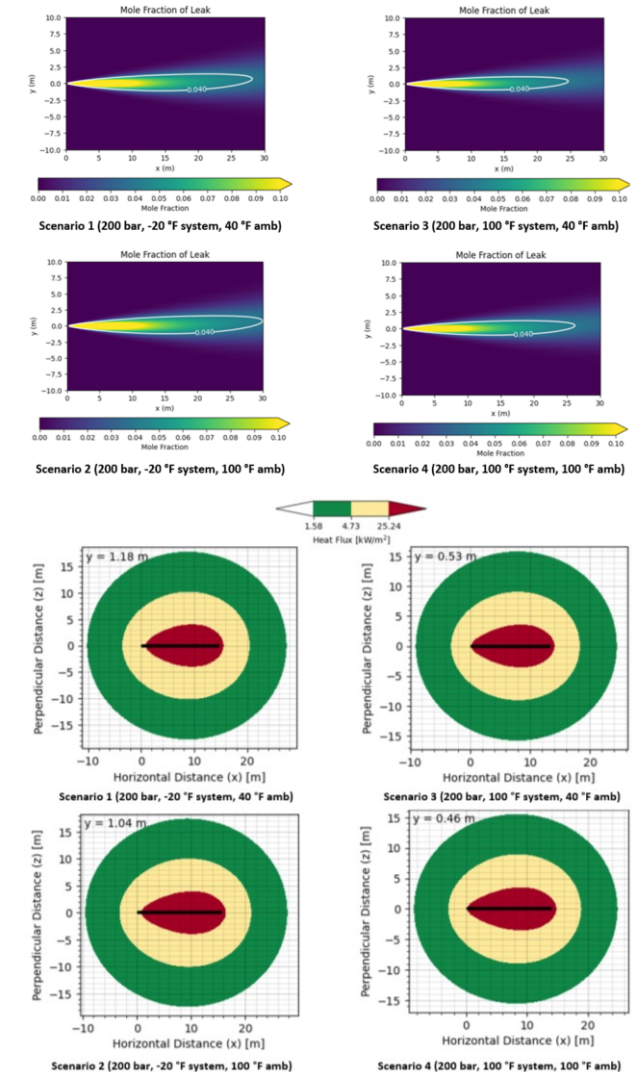 Mole Fraction of Leak
10.0
7.5
5.0
2.5
0.0
−2.5
−5.0
−7.5
−10.0
y (m)
0.040
0 5 10 15 20 25 30
x (m)
0.00 0.01 0.02 0.03 0.04 0.05 0.06 0.07 0.08 0.09 0.10
Mole Fraction
Scenario 1 (200 bar, -20 °F system, 40 °F amb)
Mole Fraction of Leak
10.0
7.5
5.0
2.5
0.0
−2.5
−5.0
−7.5
−10.0
y (m)
0.040
0 5 10 15 20 25 30
x (m)
0.00 0.01 0.02 0.03 0.04 0.05 0.06 0.07 0.08 0.09 0.10
Mole Fraction
Scenario 3 (200 bar, 100 °F system, 40 °F amb)
Mole Fraction of Leak
10.0
7.5
5.0
2.5
0.0
−2.5
−5.0
−7.5
−10.0
y (m)
0.040
0 5 10 15 20 25 30
x (m)
0.00 0.01 0.02 0.03 0.04 0.05 0.06 0.07 0.08 0.09 0.10
Mole Fraction
Scenario 2 (200 bar, -20 °F system, 100 °F amb)
Mole Fraction of Leak
10.0
7.5
5.0
2.5
0.0
−2.5
−5.0
−7.5
−10.0
y (m)
0.040
0 5 10 15 20 25 30
x (m)
0.00 0.01 0.02 0.03 0.04 0.05 0.06 0.07 0.08 0.09 0.10
Mole Fraction
Scenario 4 (200 bar, 100 °F system, 100 °F amb)
1.58 4.73 25.24
Heat Flux [kW/m²]
y = 1.18 m
15
10
5
0
−5
−10
−15
Perpendicular Distance (z) [m]
−10 0 10 20
Horizontal Distance (x) [m]
Scenario 1 (200 bar, -20 °F system, 40 °F amb)
y = 0.53 m
15
10
5
0
−5
−10
−15
Perpendicular Distance (z) [m]
−10 0 10 20
Horizontal Distance (x) [m]
Scenario 3 (200 bar, 100 °F system, 40 °F amb)
y = 1.04 m
15
10
5
0
−5
−10
−15
Perpendicular Distance (z) [m]
−10 0 10 20
Horizontal Distance (x) [m]
Scenario 2 (200 bar, -20 °F system, 100 °F amb)
y = 0.46 m
15
10
5
0
−5
−10
−15
Perpendicular Distance (z) [m]
0 10 20
Horizontal Distance (x) [m]
Scenario 4 (200 bar, 100 °F system, 100 °F amb)